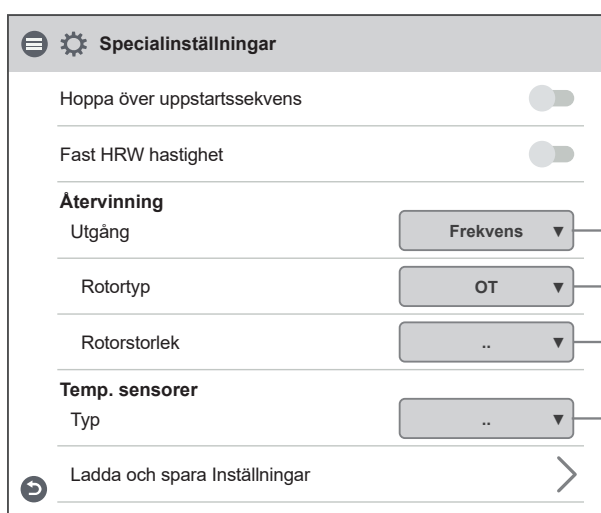 Specialinställningar
Hoppa över uppstartssekvens
Fast HRW hastighet
Återvinning
Utgång Frekvens ▼
Rotortyp OT ▼
Rotorstorlek .. ▼
Temp. sensorer
Typ .. ▼
Ladda och spara Inställningar